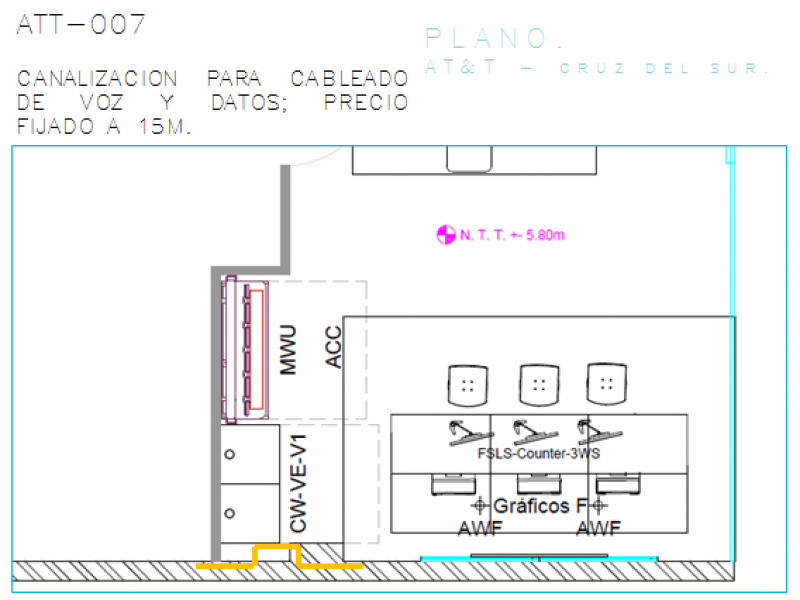 ATT-007
PLANO.
AT&T - CRUZ DEL SUR.
CANALIZACION PARA CABLEADO
DE VOZ Y DATOS; PRECIO
FIJADO A 15M.
N. T. T. +- 5.80m
MWU
ACC
CW-VE-V1
FSLS-Counter-3WS
Gráficos F
AWF
AWF